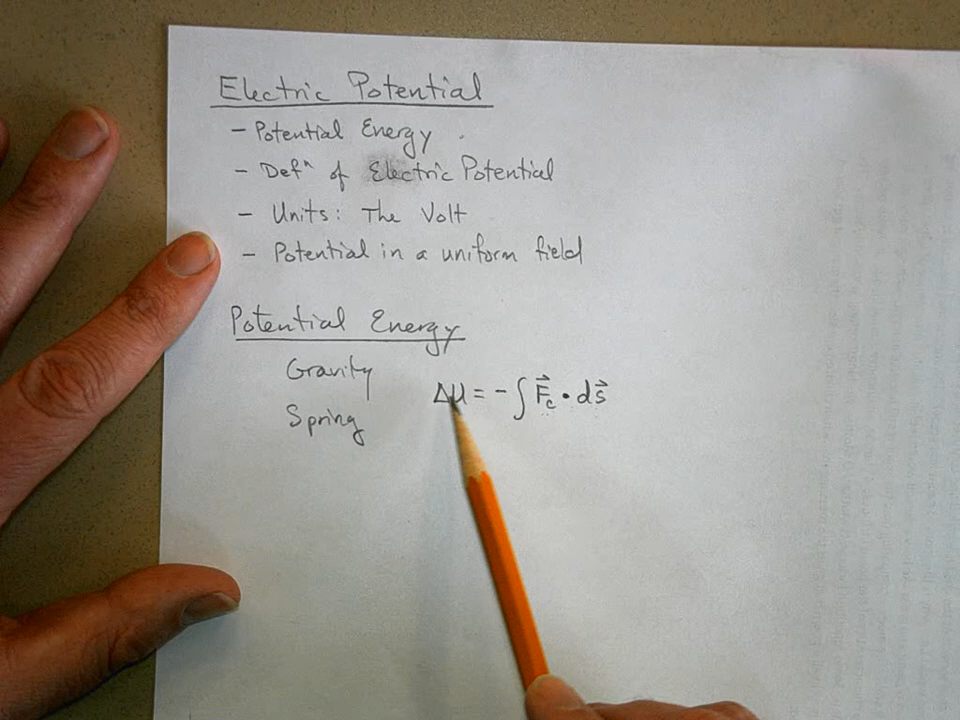 Electric Potential
- Potential Energy
- Defⁿ of Electric Potential
- Units: The Volt
- Potential in a uniform field
Potential Energy
Gravity
ΔU = - ∫ F⃗c • ds⃗
Spring